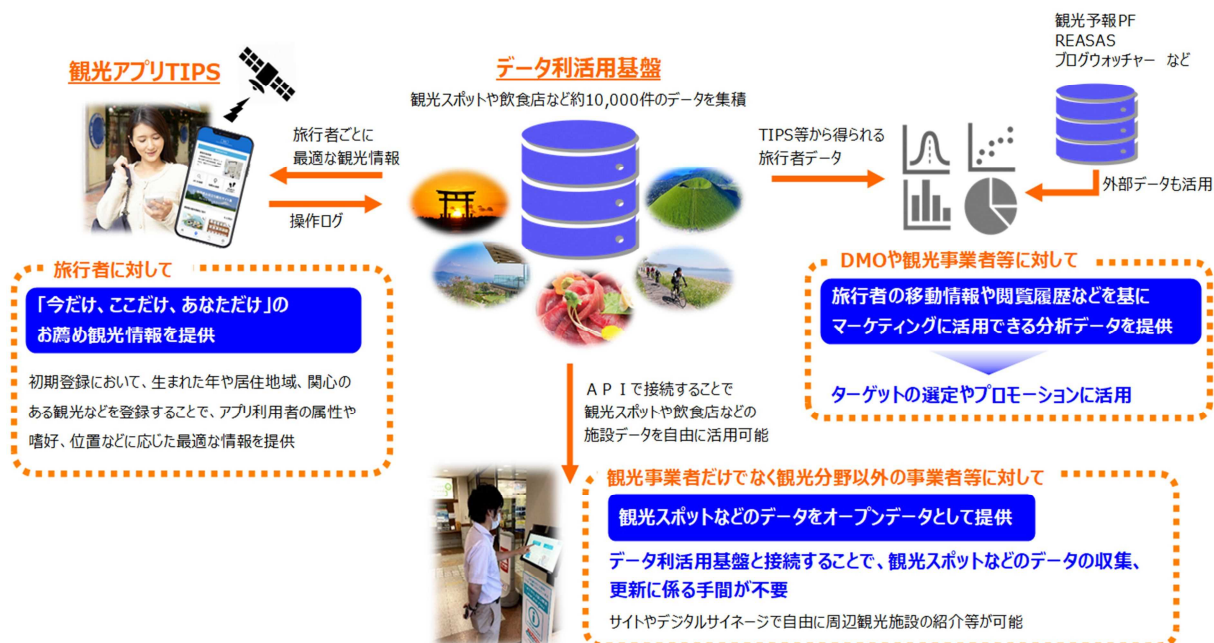 観光アプリTIPS
旅行者ごとに
最適な観光情報
操作ログ
データ利活用基盤
観光スポットや飲食店など約10,000件のデータを集積
TIPS等から得られる
旅行者データ
観光予報PF
REASAS
ブログウォッチャー など
外部データも活用
旅行者に対して
「今だけ、ここだけ、あなただけ」の
お薦め観光情報を提供
初期登録において、生まれた年や居住地域、関心の
ある観光などを登録することで、アプリ利用者の属性や
嗜好、位置などに応じた最適な情報を提供
DMOや観光事業者等に対して
旅行者の移動情報や閲覧履歴などを基に
マーケティングに活用できる分析データを提供
ターゲットの選定やプロモーションに活用
ＡＰＩで接続することで
観光スポットや飲食店などの
施設データを自由に活用可能
観光事業者だけでなく観光分野以外の事業者等に対して
観光スポットなどのデータをオープンデータとして提供
データ利活用基盤と接続することで、観光スポットなどのデータの収集、
更新に係る手間が不要
サイトやデジタルサイネージで自由に周辺観光施設の紹介等が可能